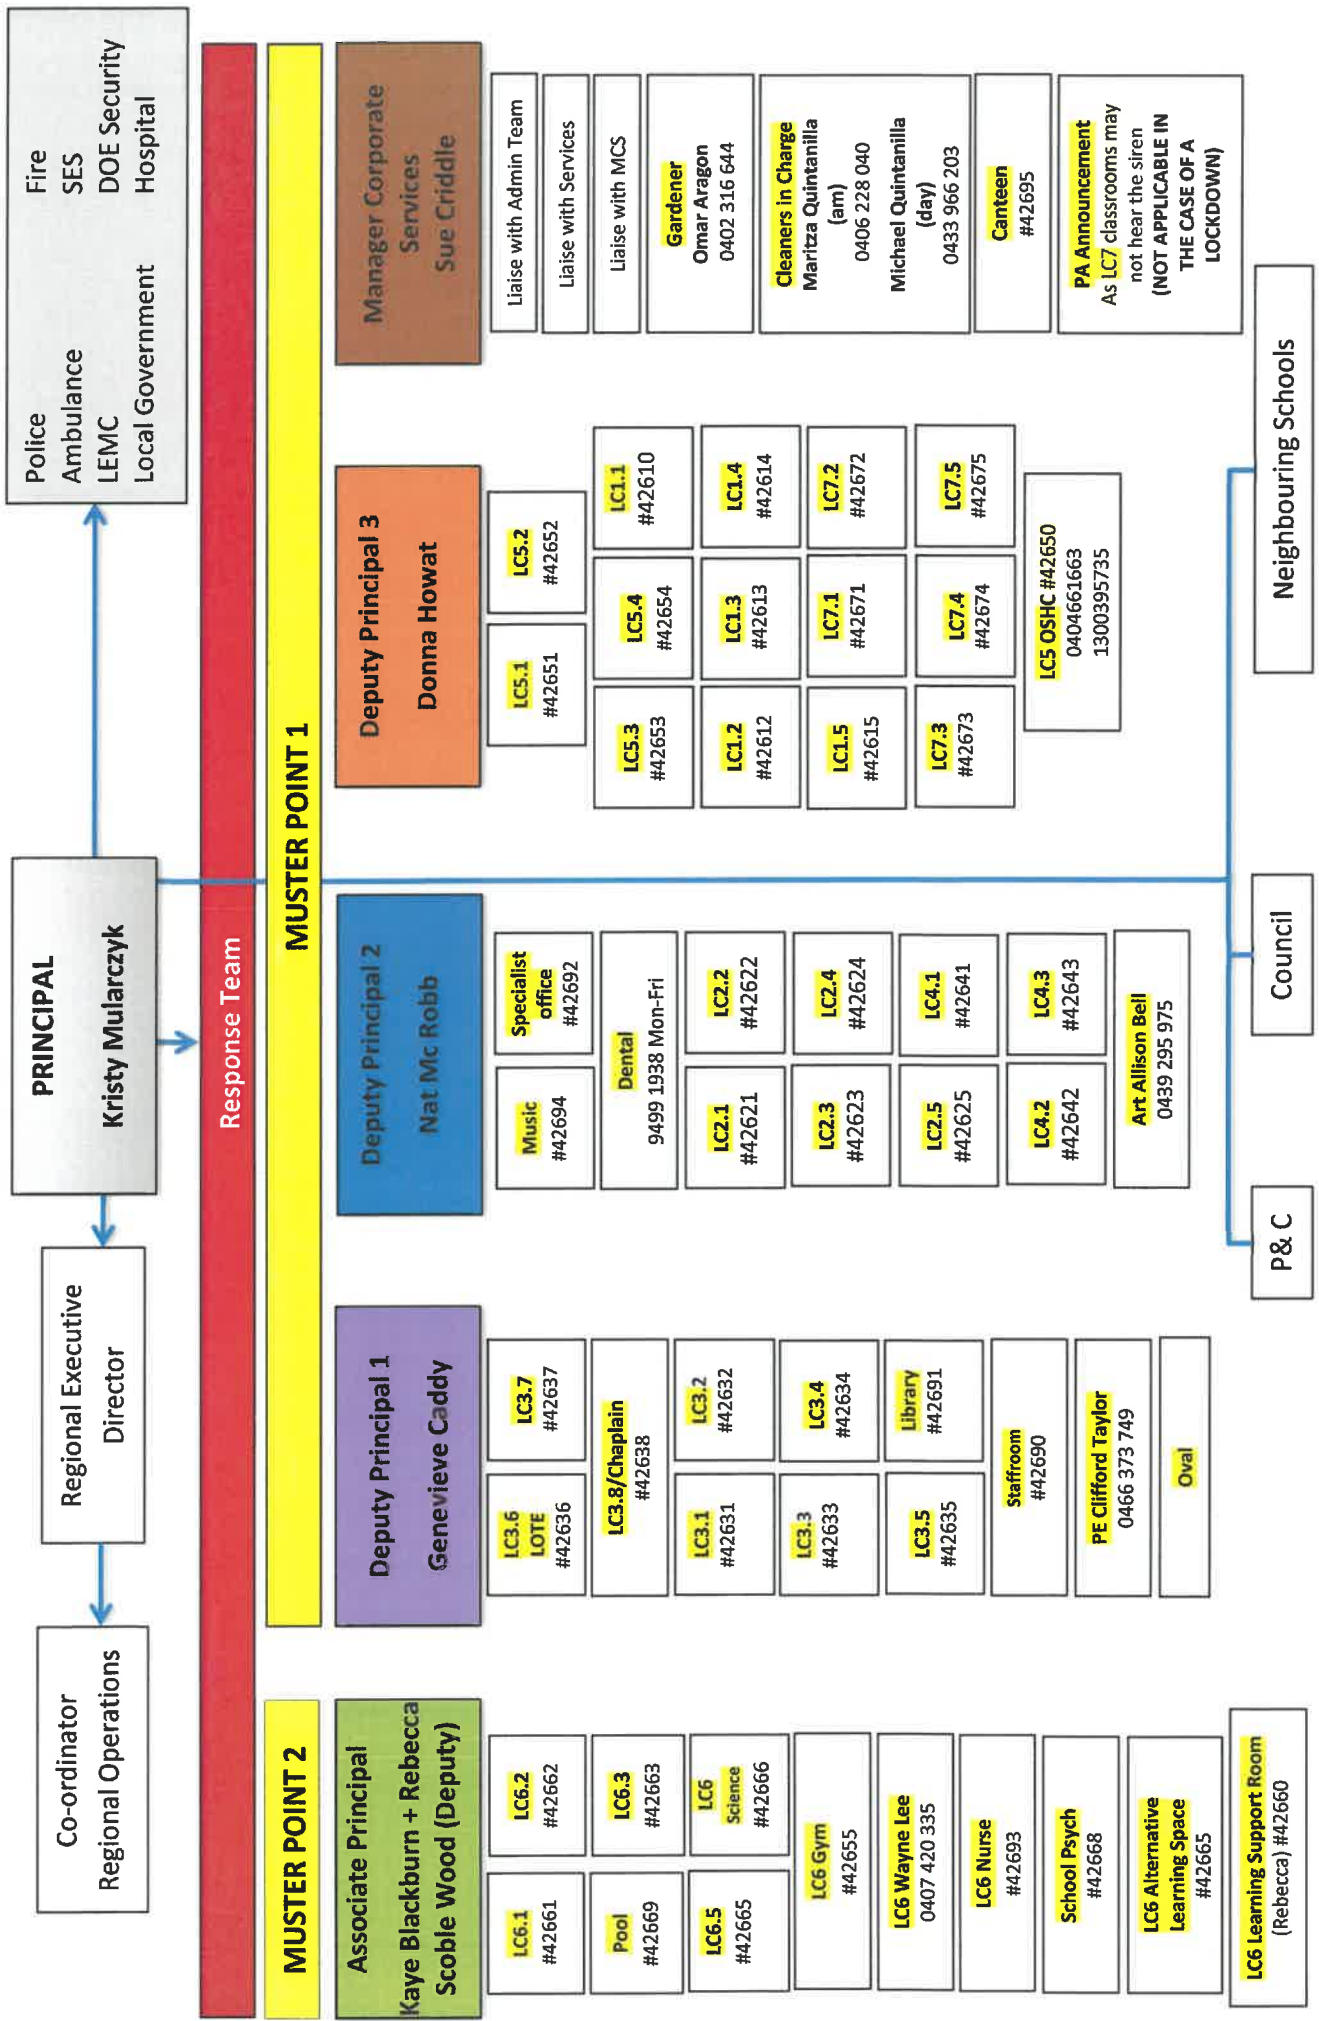 Co-ordinator
Regional Operations
Regional Executive
Director
PRINCIPAL
Kristy Mularczyk
Police
Ambulance
LEMC
Local Government
Fire
SES
DOE Security
Hospital
Response Team
MUSTER POINT 2
MUSTER POINT 1
Associate Principal
Kaye Blackburn + Rebecca
Scoble Wood (Deputy)
LC6.1
#42661
LC6.2
#42662
Pool
#42669
LC6.3
#42663
LC6.5
#42665
LC6
Science
#42666
LC6 Gym
#42655
LC6 Wayne Lee
0407 420 335
LC6 Nurse
#42693
School Psych
#42668
LC6 Alternative
Learning Space
#42665
LC6 Learning Support Room
(Rebecca) #42660
Deputy Principal 1
Genevieve Caddy
LC3.6
LOTE
#42636
LC3.7
#42637
LC3.8/Chaplain
#42638
LC3.1
#42631
LC3.2
#42632
LC3.3
#42633
LC3.4
#42634
LC3.5
#42635
Library
#42691
Staffroom
#42690
PE Clifford Taylor
0466 373 749
Oval
Deputy Principal 2
Nat Mc Robb
Music
#42694
Specialist
office
#42692
Dental
9499 1938 Mon-Fri
LC2.1
#42621
LC2.2
#42622
LC2.3
#42623
LC2.4
#42624
LC2.5
#42625
LC4.1
#42641
LC4.2
#42642
LC4.3
#42643
Art Allison Bell
0439 295 975
Deputy Principal 3
Donna Howat
LC5.1
#42651
LC5.2
#42652
LC5.3
#42653
LC5.4
#42654
LC1.1
#42610
LC1.2
#42612
LC1.3
#42613
LC1.4
#42614
LC1.5
#42615
LC7.1
#42671
LC7.2
#42672
LC7.3
#42673
LC7.4
#42674
LC7.5
#42675
LC5 OSHC #42650
0404661663
1300395735
Manager Corporate
Services
Sue Criddle
Liaise with Admin Team
Liaise with Services
Liaise with MCS
Gardener
Omar Aragon
0402 316 644
Cleaners in Charge
Maritza Quintanilla
(am)
0406 228 040
Michael Quintanilla
(day)
0433 966 203
Canteen
#42695
PA Announcement
As LC7 classrooms may
not hear the siren
(NOT APPLICABLE IN
THE CASE OF A
LOCKDOWN)
P& C
Council
Neighbouring Schools